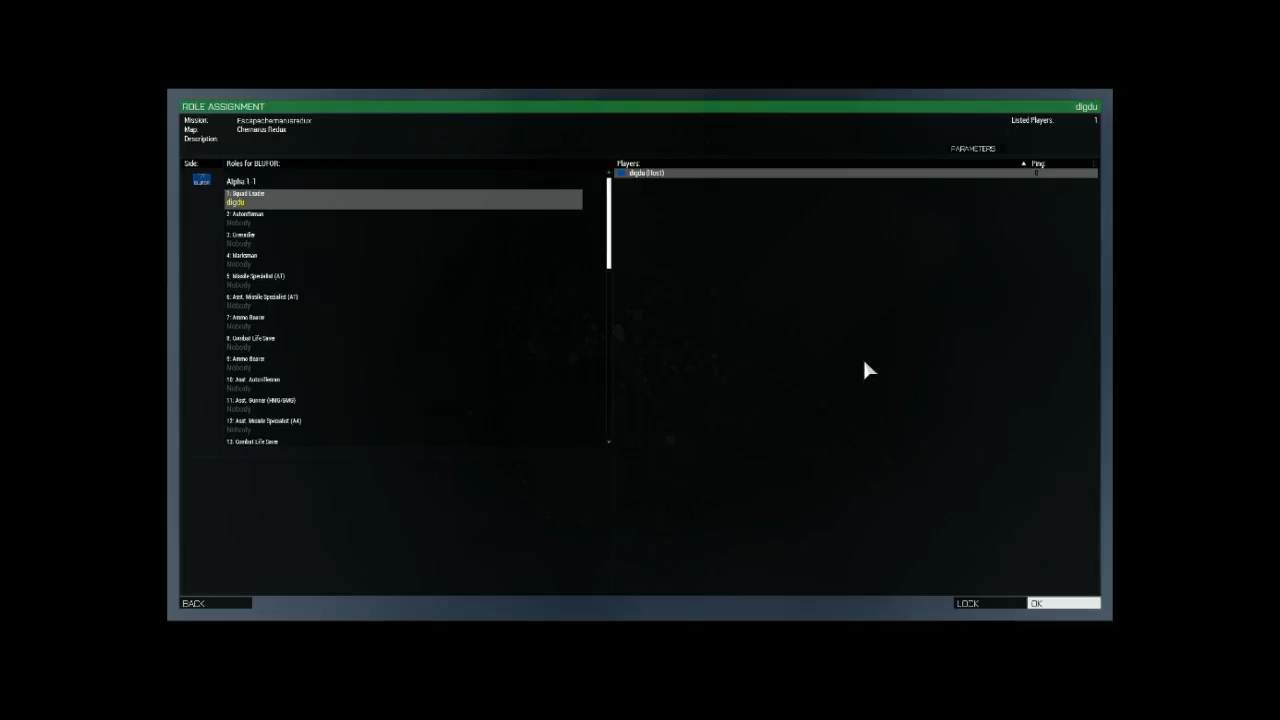 ROLE ASSIGNMENT digdu
Mission: Escapechernarusredux Listed Players: 1
Map: Chernarus Redux
Description:
PARAMETERS
Side: Roles for BLUFOR: Players: Ping:
BLUFOR
Alpha 1-1
digdu (Host) 0
1: Squad Leader
digdu
2: Autorifleman
Nobody
3: Grenadier
Nobody
4: Marksman
Nobody
5: Missile Specialist (AT)
Nobody
6: Asst. Missile Specialist (AT)
Nobody
7: Ammo Bearer
Nobody
8: Combat Life Saver
Nobody
9: Ammo Bearer
Nobody
10: Asst. Autorifleman
Nobody
11: Asst. Gunner (HMG/GMG)
Nobody
12: Asst. Missile Specialist (AA)
Nobody
13: Combat Life Saver
BACK LOCK OK